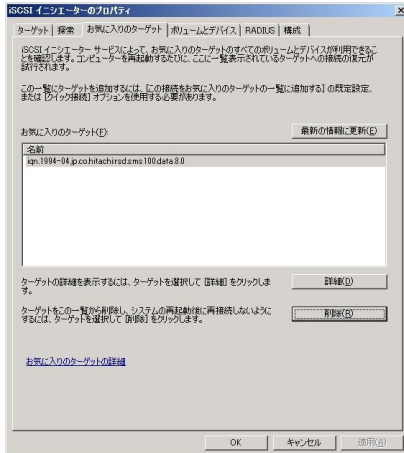 iSCSI イニシエーターのプロパティ
ターゲット 探索 お気に入りのターゲット ボリュームとデバイス RADIUS 構成
iSCSI イニシエーター サービスによって、お気に入りのターゲットのすべてのボリュームとデバイスが利用できるこ
とを確認します。コンピューターを再起動するたびに、ここに一覧表示されているターゲットへの接続の復元が
試行されます。
この一覧にターゲットを追加するには、[この接続をお気に入りのターゲットの一覧に追加する] の既定設定、
または [クイック接続] オプションを使用する必要があります。
お気に入りのターゲット(F):
最新の情報に更新(E)
名前
iqn.1994-04.jp.co.hitachi:rsd.sms100.data.8.0
ターゲットの詳細を表示するには、ターゲットを選択して [詳細] をクリックしま
す。
詳細(D)
ターゲットをこの一覧から削除し、システムの再起動後に再接続しないように
するには、ターゲットを選択して [削除] をクリックします。
削除(R)
お気に入りのターゲットの詳細
OK キャンセル 適用(A)